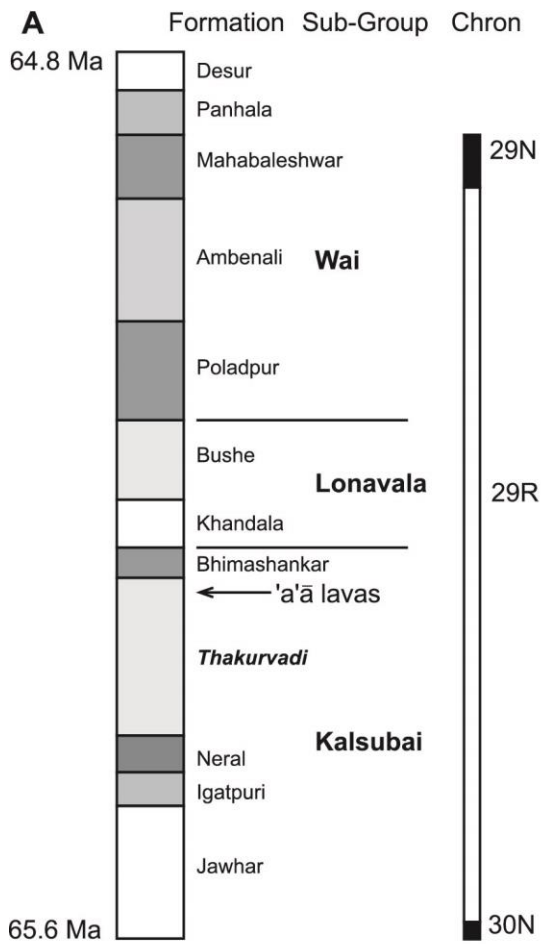 A
Formation Sub-Group Chron
64.8 Ma
Desur
Panhala
Mahabaleshwar
29N
Ambenali
Wai
Poladpur
Bushe
Lonavala
29R
Khandala
Bhimashankar
'a'ā lavas
Thakurvadi
Kalsubai
Neral
Igatpuri
Jawhar
65.6 Ma
30N